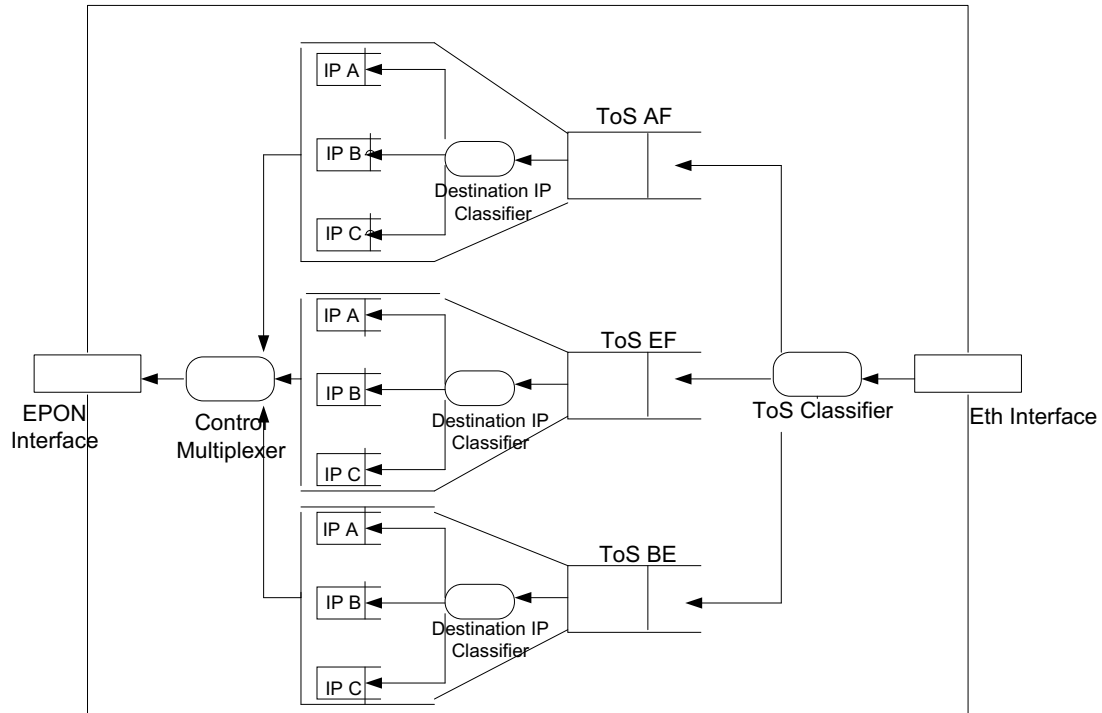 IP A
ToS AF
IP B
Destination IP
Classifier
IP C
IP A
ToS EF
IP B
Destination IP
Classifier
IP C
EPON
Interface
Control
Multiplexer
ToS Classifier
Eth Interface
IP A
ToS BE
IP B
Destination IP
Classifier
IP C